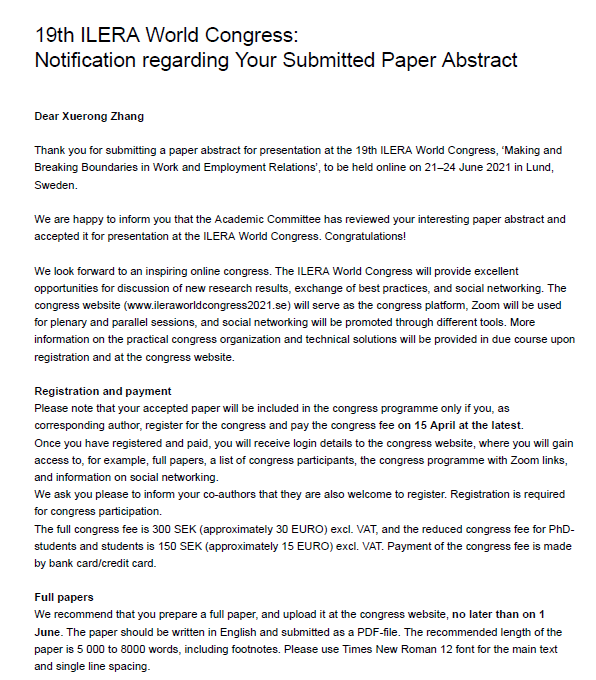 19th ILERA World Congress:
Notification regarding Your Submitted Paper Abstract
Dear Xuerong Zhang
Thank you for submitting a paper abstract for presentation at the 19th ILERA World Congress, ‘Making and
Breaking Boundaries in Work and Employment Relations’, to be held online on 21–24 June 2021 in Lund,
Sweden.
We are happy to inform you that the Academic Committee has reviewed your interesting paper abstract and
accepted it for presentation at the ILERA World Congress. Congratulations!
We look forward to an inspiring online congress. The ILERA World Congress will provide excellent
opportunities for discussion of new research results, exchange of best practices, and social networking. The
congress website (www.ileraworldcongress2021.se) will serve as the congress platform, Zoom will be used
for plenary and parallel sessions, and social networking will be promoted through different tools. More
information on the practical congress organization and technical solutions will be provided in due course upon
registration and at the congress website.
Registration and payment
Please note that your accepted paper will be included in the congress programme only if you, as
corresponding author, register for the congress and pay the congress fee on 15 April at the latest.
Once you have registered and paid, you will receive login details to the congress website, where you will gain
access to, for example, full papers, a list of congress participants, the congress programme with Zoom links,
and information on social networking.
We ask you please to inform your co-authors that they are also welcome to register. Registration is required
for congress participation.
The full congress fee is 300 SEK (approximately 30 EURO) excl. VAT, and the reduced congress fee for PhD-
students and students is 150 SEK (approximately 15 EURO) excl. VAT. Payment of the congress fee is made
by bank card/credit card.
Full papers
We recommend that you prepare a full paper, and upload it at the congress website, no later than on 1
June. The paper should be written in English and submitted as a PDF-file. The recommended length of the
paper is 5 000 to 8000 words, including footnotes. Please use Times New Roman 12 font for the main text
and single line spacing.